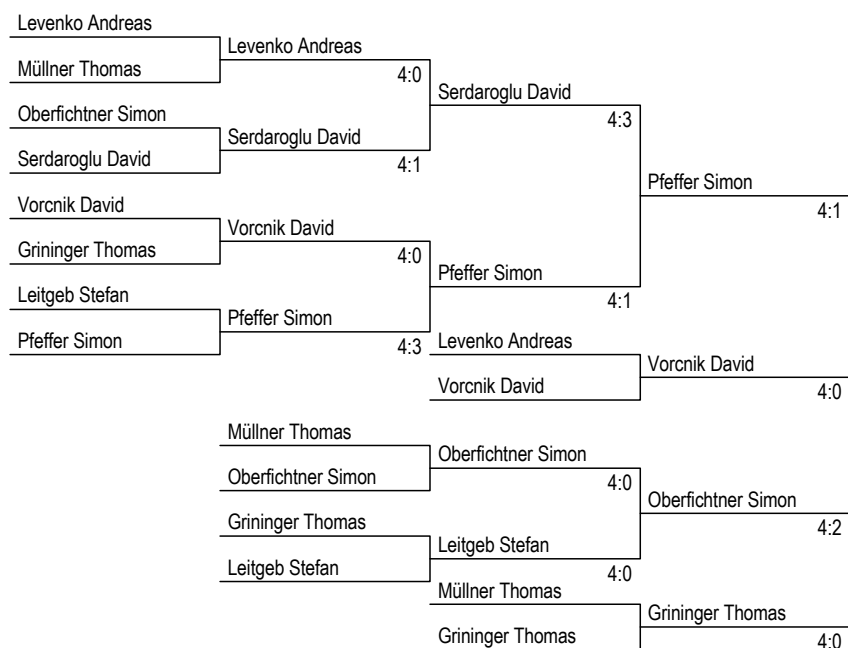 Levenko Andreas
Levenko Andreas
Müllner Thomas
4:0
Serdaroglu David
Oberfichtner Simon
4:3
Serdaroglu David
Serdaroglu David
4:1
Pfeffer Simon
Vorcnik David
4:1
Vorcnik David
Grininger Thomas
4:0
Pfeffer Simon
Leitgeb Stefan
4:1
Pfeffer Simon
Pfeffer Simon
4:3
Levenko Andreas
Vorcnik David
Vorcnik David
4:0
Müllner Thomas
Oberfichtner Simon
Oberfichtner Simon
4:0
Oberfichtner Simon
Grininger Thomas
4:2
Leitgeb Stefan
Leitgeb Stefan
4:0
Müllner Thomas
Grininger Thomas
Grininger Thomas
4:0